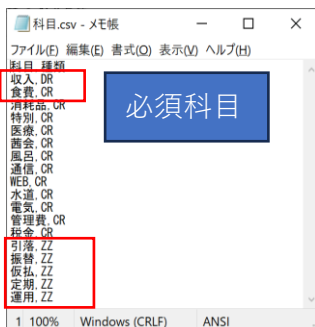 科目.csv - メモ帳
ファイル(F) 編集(E) 書式(O) 表示(V) ヘルプ(H)
科目,種類
収入,DR
食費,CR
消耗品,CR
特別,CR
医療,CR
茜会,CR
風呂,CR
通信,CR
WEB,CR
水道,CR
電気,CR
管理費,CR
税金,CR
引落,ZZ
振替,ZZ
仮払,ZZ
定期,ZZ
運用,ZZ
必須科目
1 100% Windows (CRLF) ANSI